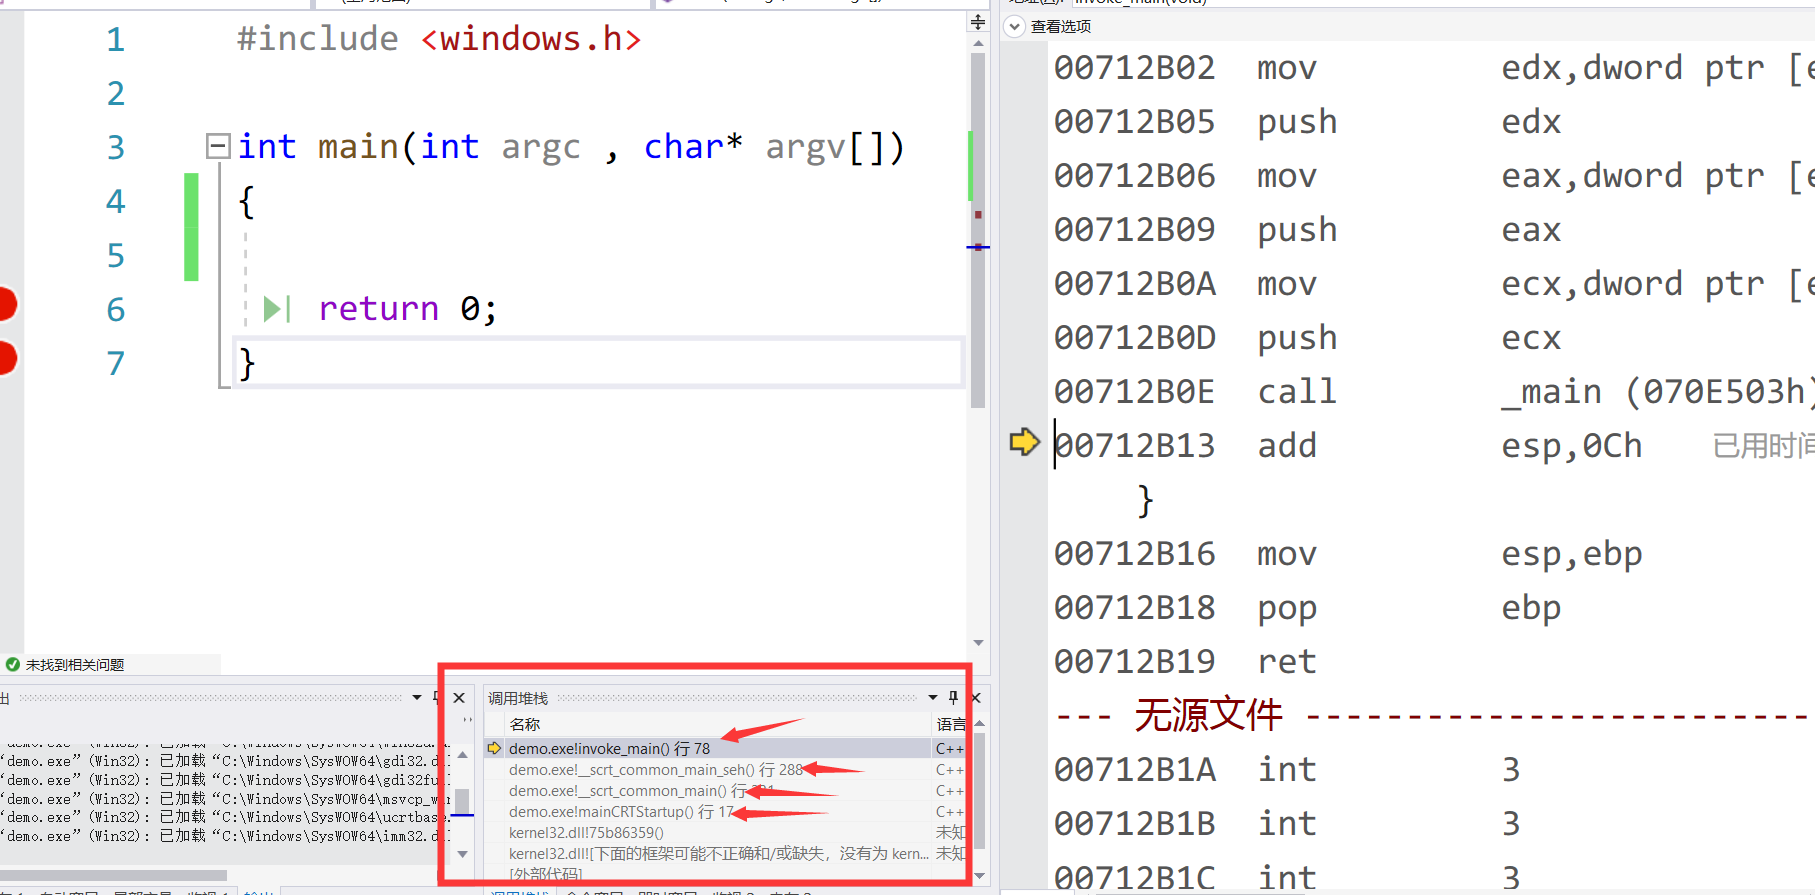 invoke_main(void)
查看选项
1 #include <windows.h>
2
3 int main(int argc , char* argv[])
4 {
5
6 return 0;
7 }
00712B02 mov edx,dword ptr [e
00712B05 push edx
00712B06 mov eax,dword ptr [e
00712B09 push eax
00712B0A mov ecx,dword ptr [e
00712B0D push ecx
00712B0E call _main (070E503h)
00712B13 add esp,0Ch 已用时间
}
00712B16 mov esp,ebp
00712B18 pop ebp
00712B19 ret
--- 无源文件 -------------------------
00712B1A int 3
00712B1B int 3
00712B1C int 3
未找到相关问题
出
"demo.exe" (Win32): 已加载 "C:\Windows\SysWOW64\gdi32.dl
"demo.exe" (Win32): 已加载 "C:\Windows\SysWOW64\gdi32ful
"demo.exe" (Win32): 已加载 "C:\Windows\SysWOW64\msvcp_wi
"demo.exe" (Win32): 已加载 "C:\Windows\SysWOW64\ucrtbase.
"demo.exe" (Win32): 已加载 "C:\Windows\SysWOW64\imm32.dl
调用堆栈
名称 语言
demo.exe!invoke_main() 行 78 C++
demo.exe!__scrt_common_main_seh() 行 288 C++
demo.exe!__scrt_common_main() 行 C++
demo.exe!mainCRTStartup() 行 17 C++
kernel32.dll!75b86359() 未知
kernel32.dll![下面的框架可能不正确和/或缺失，没有为 kern... 未知
[外部代码]